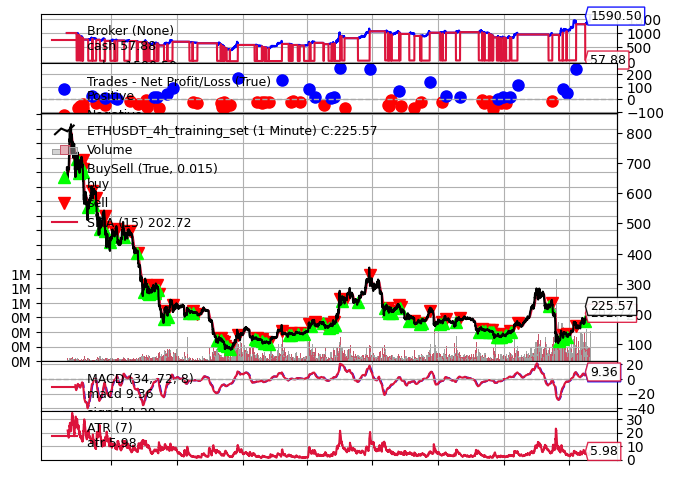 Broker (None)
cash 57.88
1590.50
1000
500
0
57.88
Trades - Net Profit/Loss (True)
Positive
Negative
200
100
0
−100
ETHUSDT_4h_training_set (1 Minute) C:225.57
Volume
BuySell (True, 0.015)
buy
sell
SMA (15) 202.72
800
700
600
500
400
300
225.57
100
1M
1M
1M
0M
0M
0M
0M
MACD (34, 72, 8)
macd 9.36
20
9.36
0
−20
−40
ATR (7)
atr 5.98
30
20
10
5.98
0